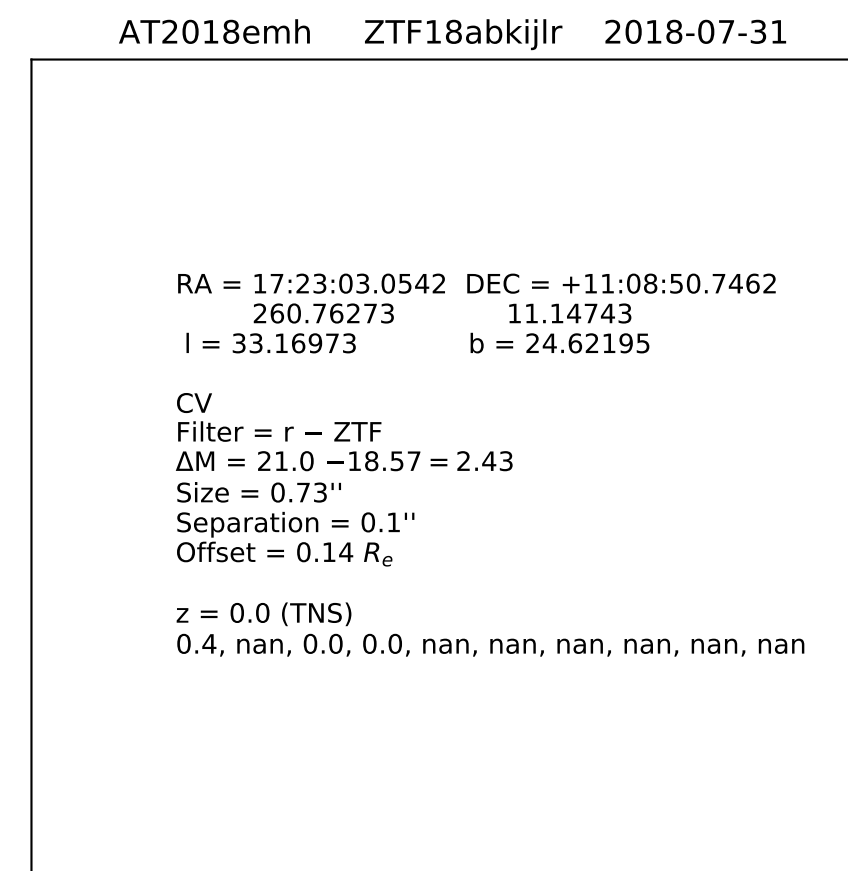 AT2018emh ZTF18abkijlr 2018-07-31
RA = 17:23:03.0542 DEC = +11:08:50.7462
260.76273 11.14743
l = 33.16973 b = 24.62195
CV
Filter = r − ZTF
ΔM = 21.0 −18.57 = 2.43
Size = 0.73''
Separation = 0.1''
Offset = 0.14 Re
z = 0.0 (TNS)
0.4, nan, 0.0, 0.0, nan, nan, nan, nan, nan, nan